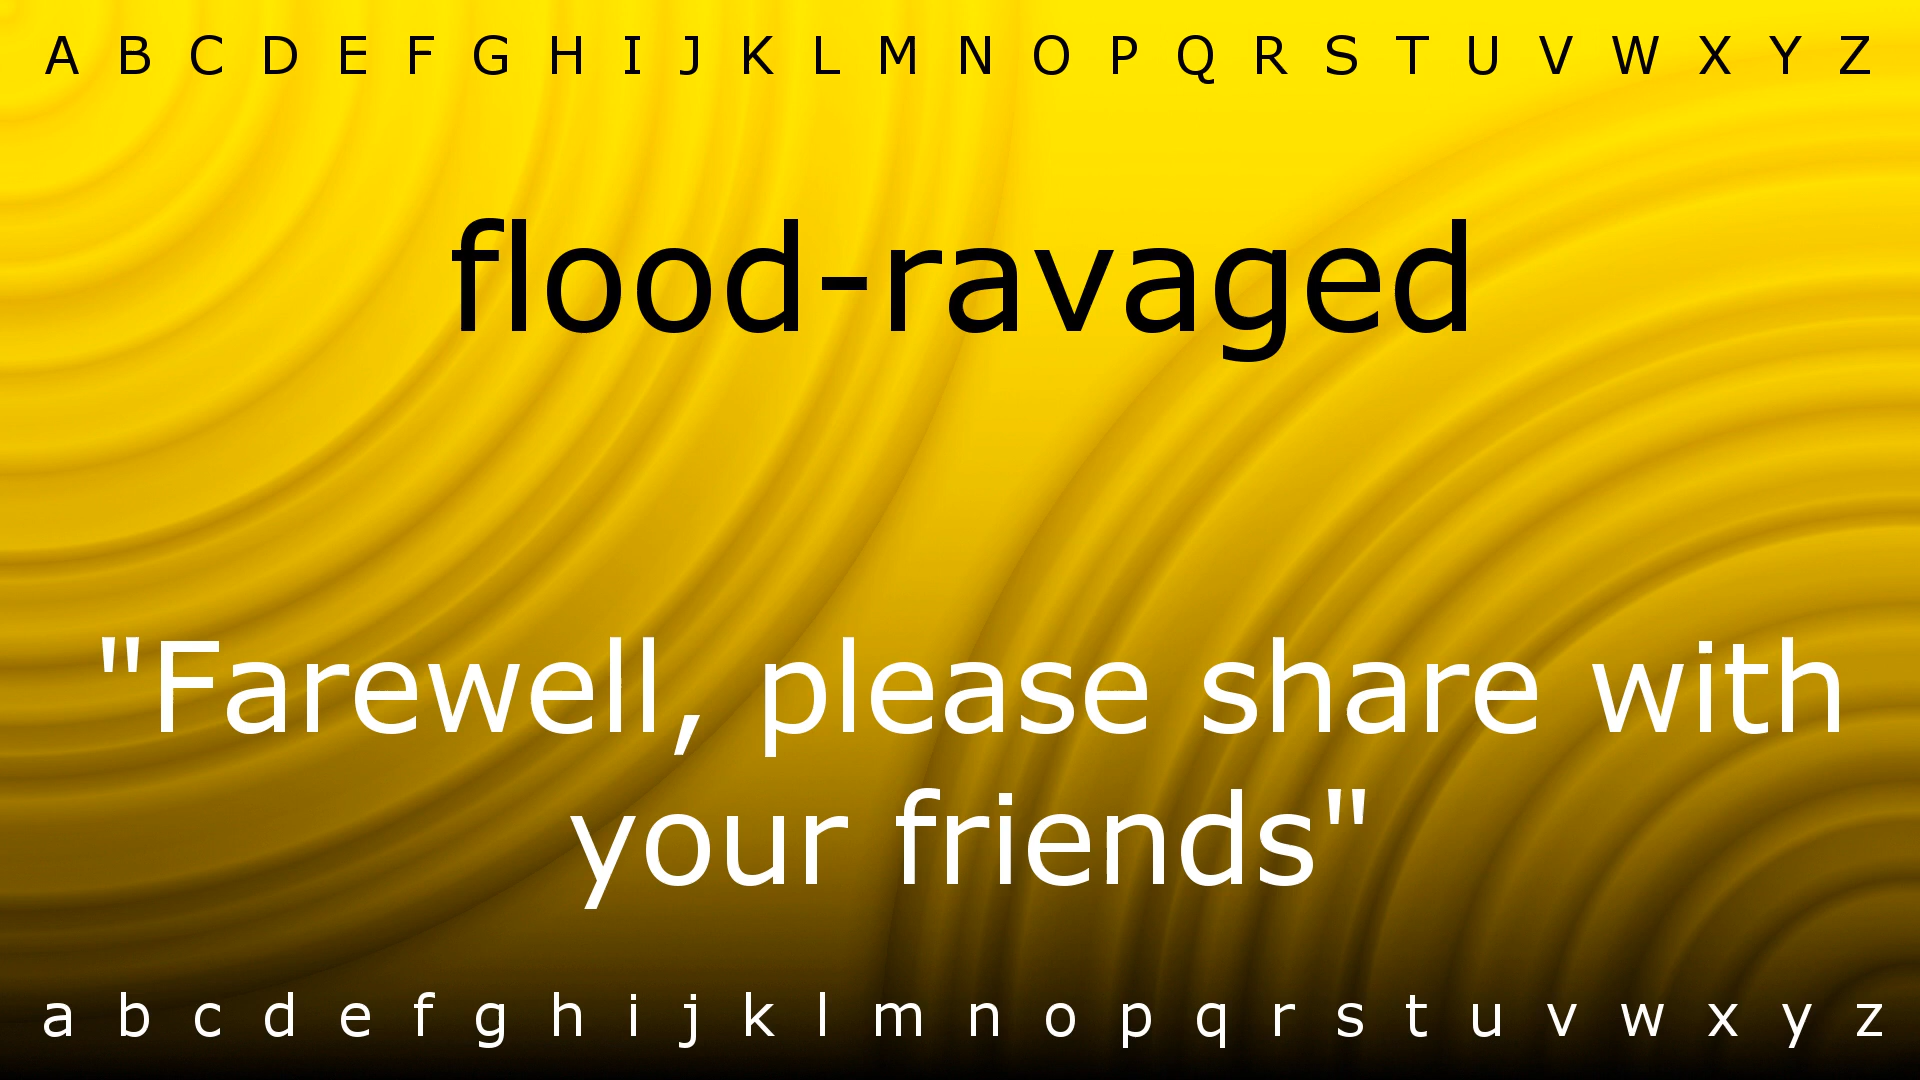 A B C D E F G H I J K L M N O P Q R S T U V W X Y Z
flood-ravaged
"Farewell, please share with
your friends"
a b c d e f g h i j k l m n o p q r s t u v w x y z